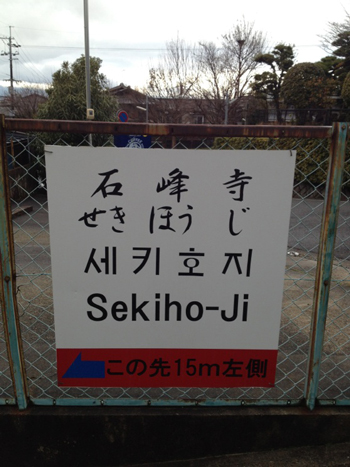 石峰寺
せきほうじ
세키호지
Sekiho-Ji
この先15m左側